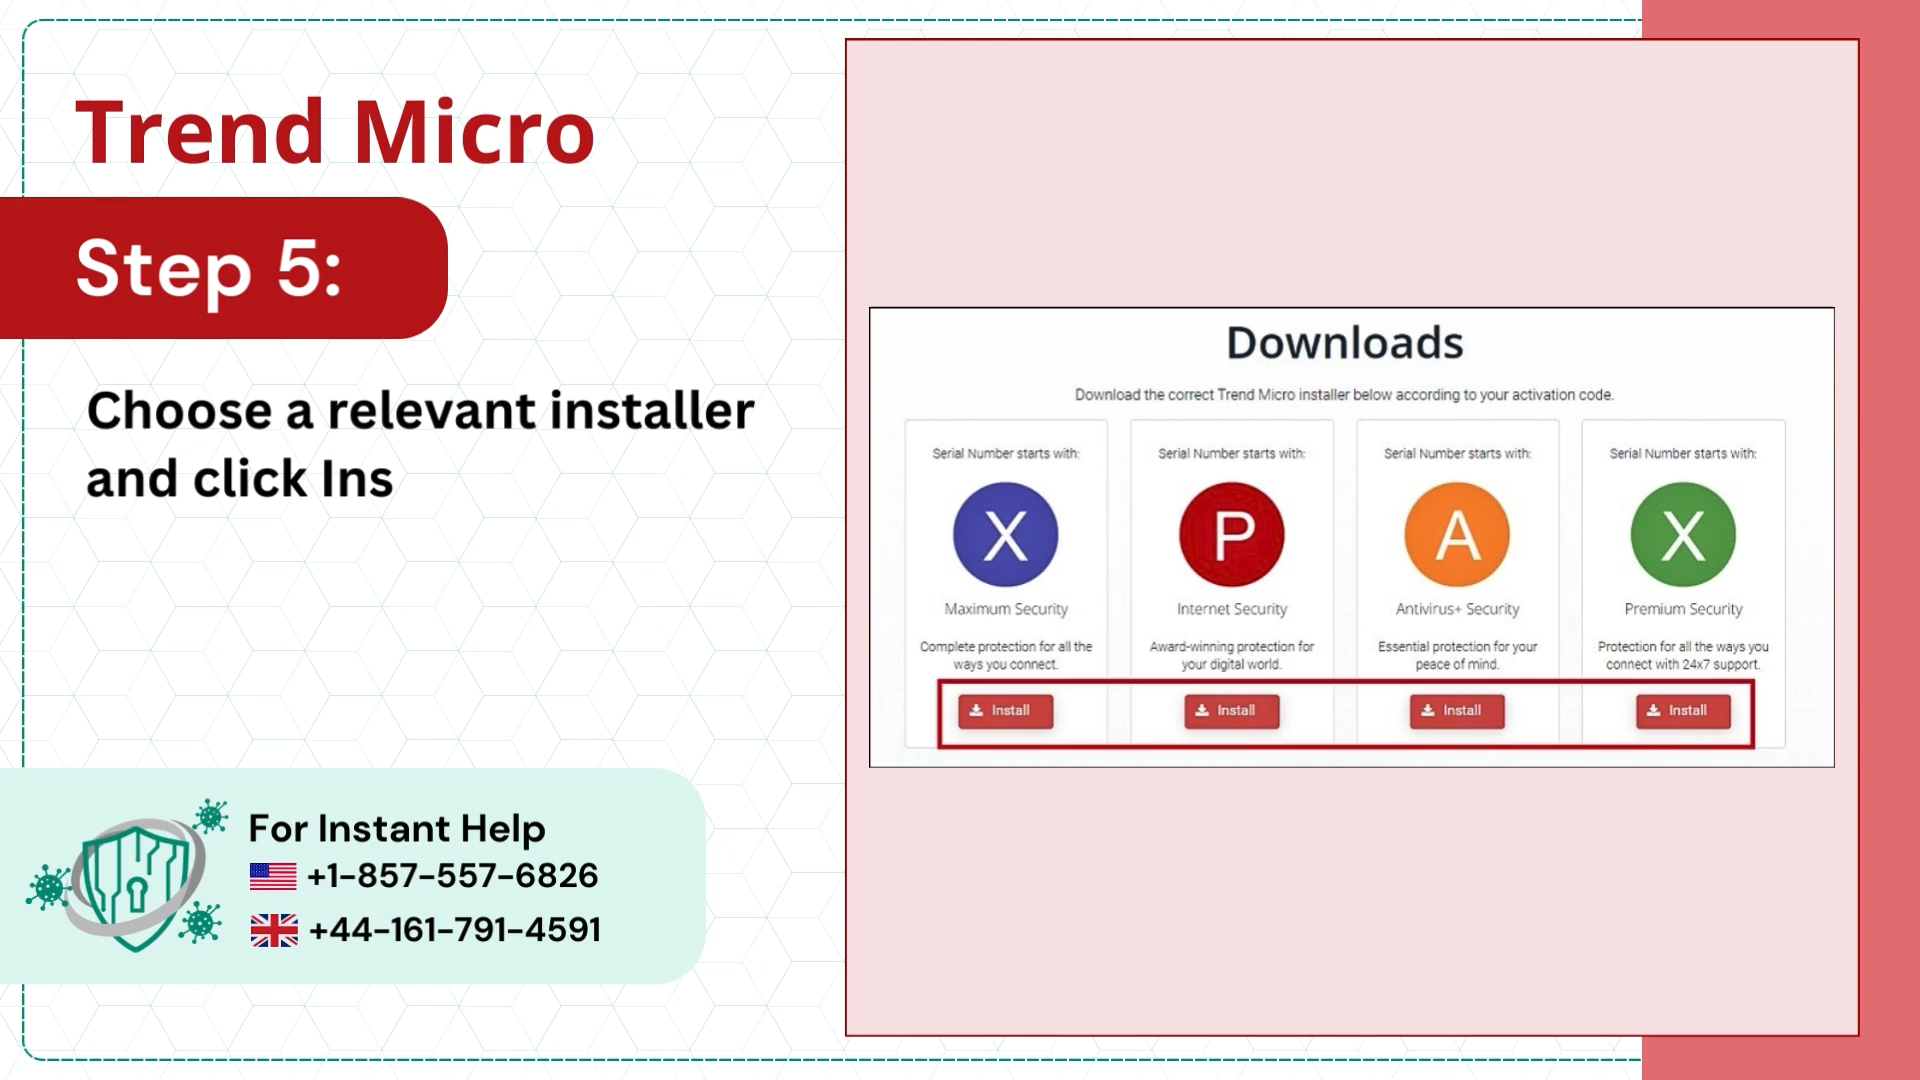 Trend Micro
Step 5:
Choose a relevant installer
and click Ins
For Instant Help
+1-857-557-6826
+44-161-791-4591
Downloads
Download the correct Trend Micro installer below according to your activation code.
Serial Number starts with:
X
Maximum Security
Complete protection for all the
ways you connect.
Install
Serial Number starts with:
P
Internet Security
Award-winning protection for
your digital world.
Install
Serial Number starts with:
A
Antivirus+ Security
Essential protection for your
peace of mind.
Install
Serial Number starts with:
X
Premium Security
Protection for all the ways you
connect with 24x7 support.
Install